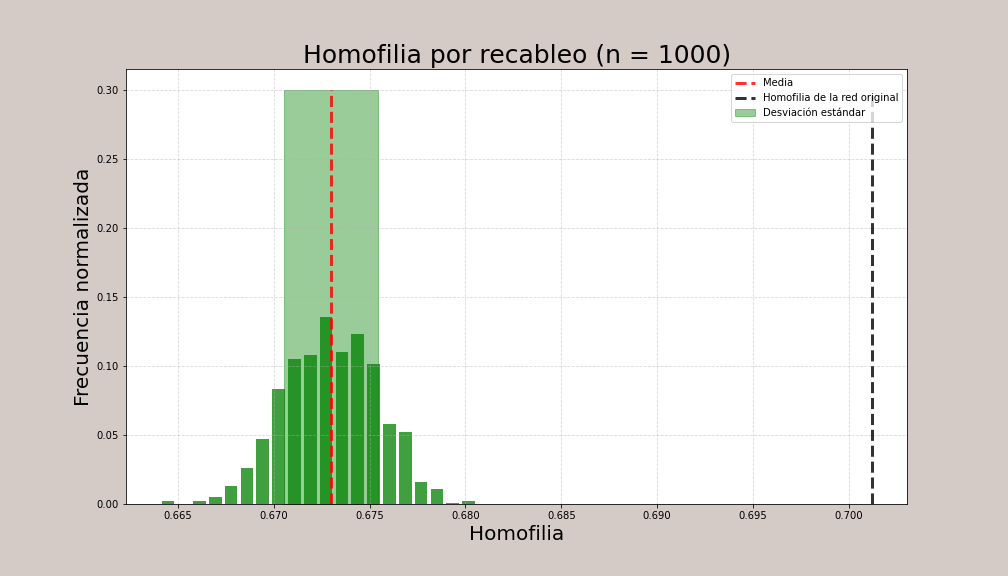 Homofilia por recableo (n = 1000)
Media
Homofilia de la red original
Desviación estándar
Frecuencia normalizada
0.30
0.25
0.20
0.15
0.10
0.05
0.00
0.665 0.670 0.675 0.680 0.685 0.690 0.695 0.700
Homofilia